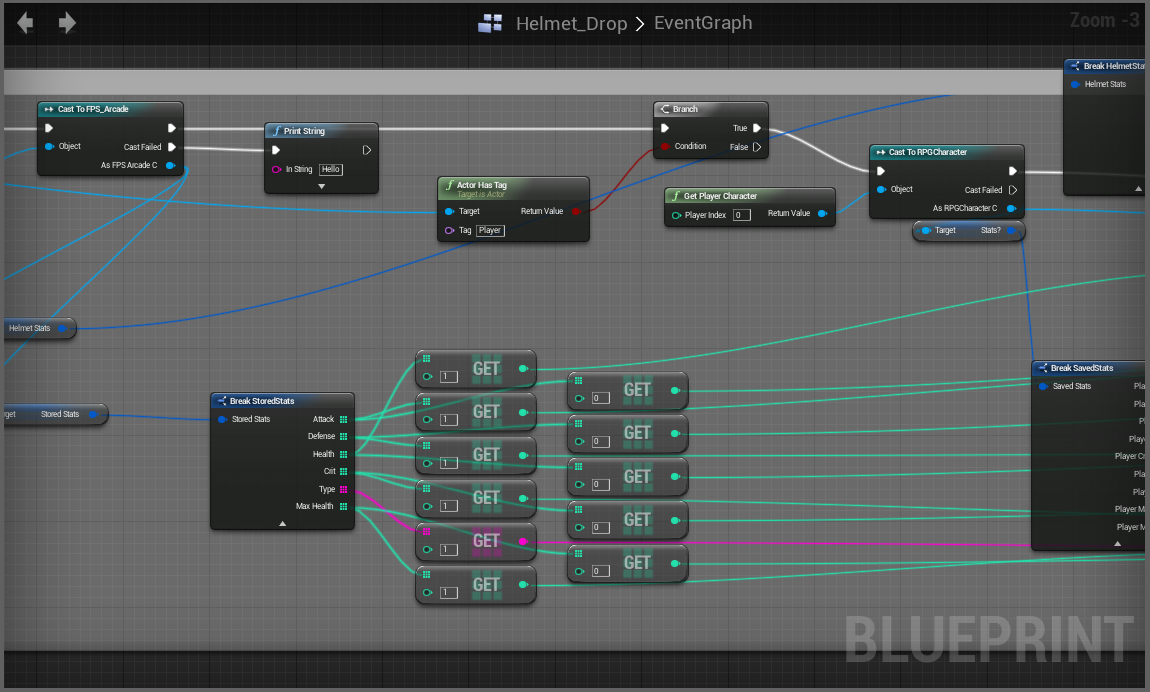 Helmet_Drop > EventGraph
Zoom -3
Cast To FPS_Arcade
Object
Cast Failed
As FPS Arcade C
Print String
In String Hello
Actor Has Tag
Target is Actor
Target Return Value
Tag Player
Branch
True
Condition False
Get Player Character
Player Index 0 Return Value
Cast To RPGCharacter
Object
Cast Failed
As RPGCharacter C
Target Stats?
Break HelmetSta
Helmet Stats
Helmet Stats
get Stored Stats
Break StoredStats
Stored Stats Attack
Defense
Health
Crit
Type
Max Health
1 GET
1 GET
1 GET
1 GET
1 GET
1 GET
0 GET
0 GET
0 GET
0 GET
0 GET
Break SavedStats
Saved Stats Pla
Pla
Pl
Playe
Player Cr
Pla
Play
Player M
Player M
BLUEPRINT